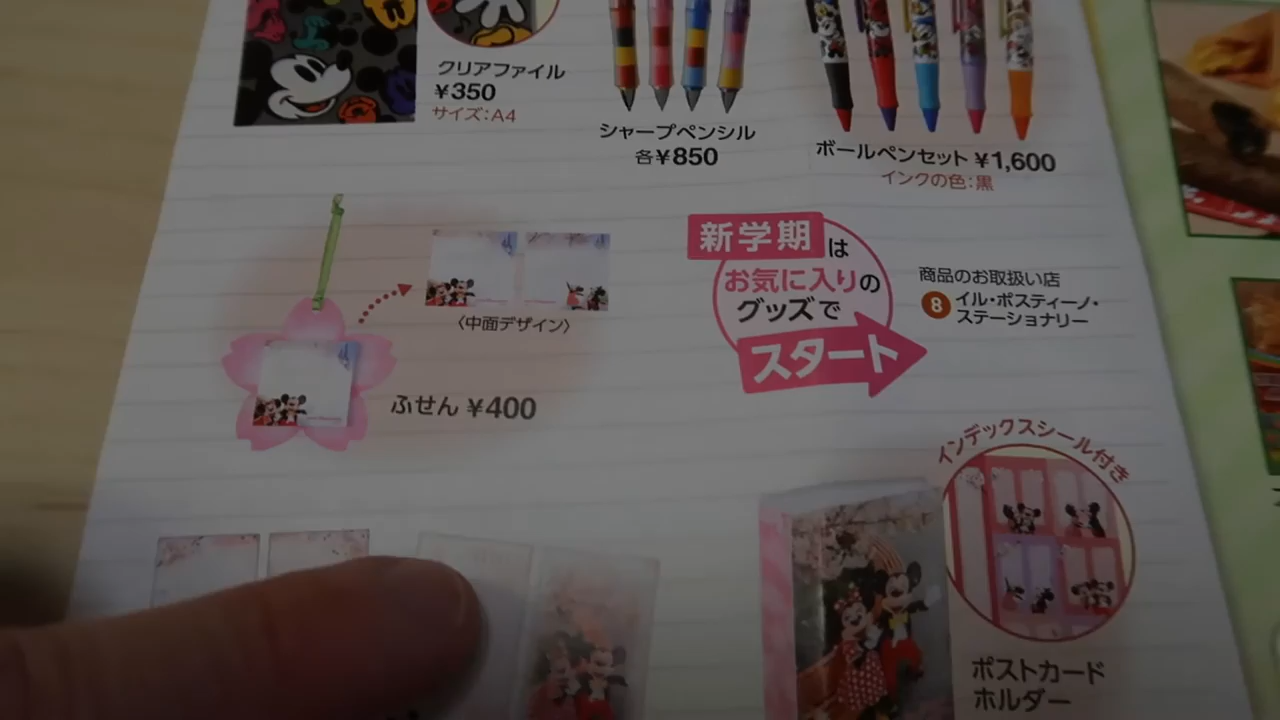 クリアファイル
¥350
サイズ:A4
シャープペンシル
各¥850
ボールペンセット ¥1,600
インクの色:黒
〈中面デザイン〉
ふせん ¥400
新学期は
お気に入りの
グッズで
スタート
商品のお取扱い店
8 イル・ポスティーノ・
ステーショナリー
インデックスシール付き
ポストカード
ホルダー